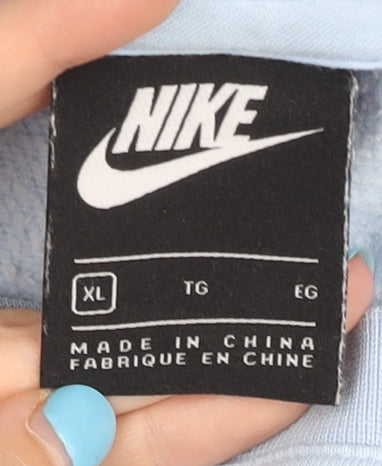 NIKE
XL TG EG
MADE IN CHINA
FABRIQUE EN CHINE